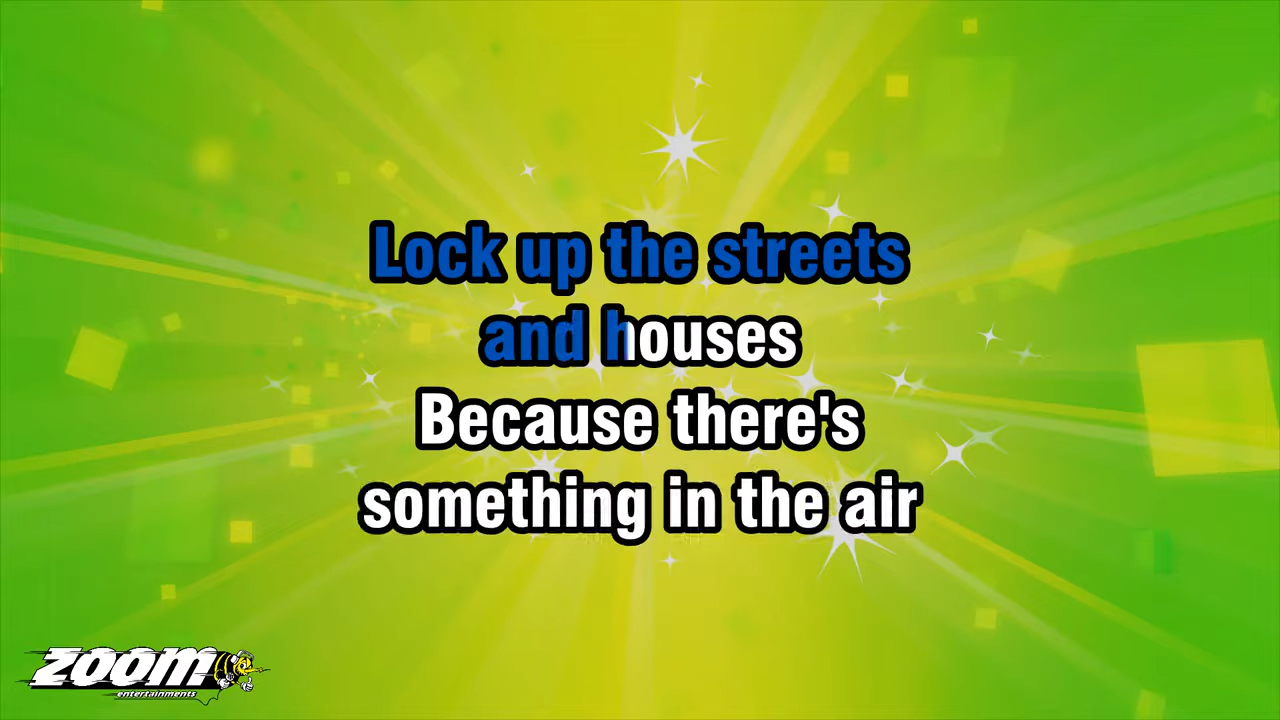 Lock up the streets
and houses
Because there's
something in the air
ZOOM
entertainments